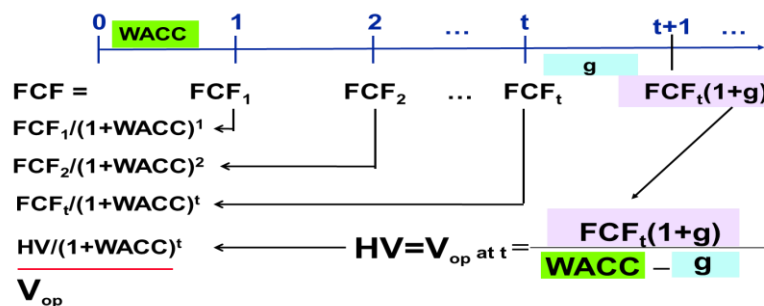 0 WACC 1 2 ... t t+1 ...
g
FCF = FCF₁ FCF₂ ... FCFₜ FCFₜ(1+g)
FCF₁/(1+WACC)¹
FCF₂/(1+WACC)²
FCFₜ/(1+WACC)ᵗ
HV/(1+WACC)ᵗ HV=Vₒₚ ₐₜ ₜ= FCFₜ(1+g)
WACC – g
Vₒₚ